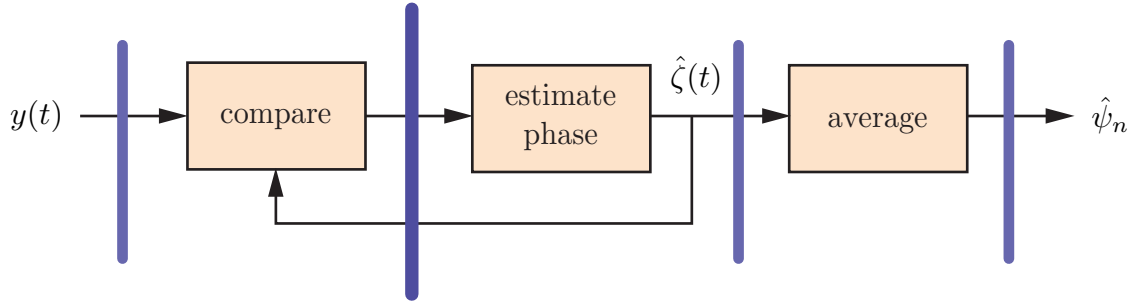 y(t)
compare
estimate
phase
ζ̂(t)
average
ψ̂ₙ